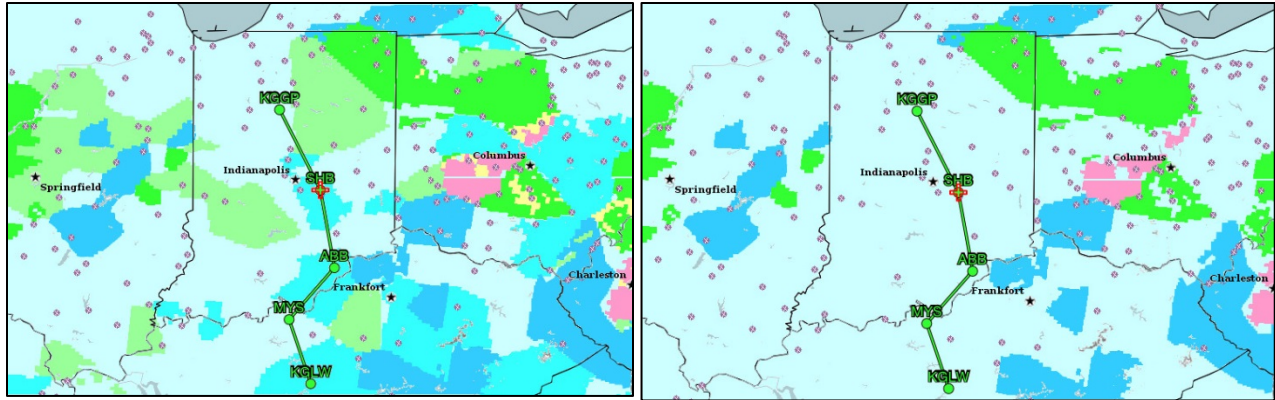 KGGP
Columbus
Indianapolis
SHB
Springfield
ABB
Charleston
Frankfort
MYS
KGLW
KGGP
Columbus
Indianapolis
SHB
Springfield
ABB
Charleston
Frankfort
MYS
KGLW